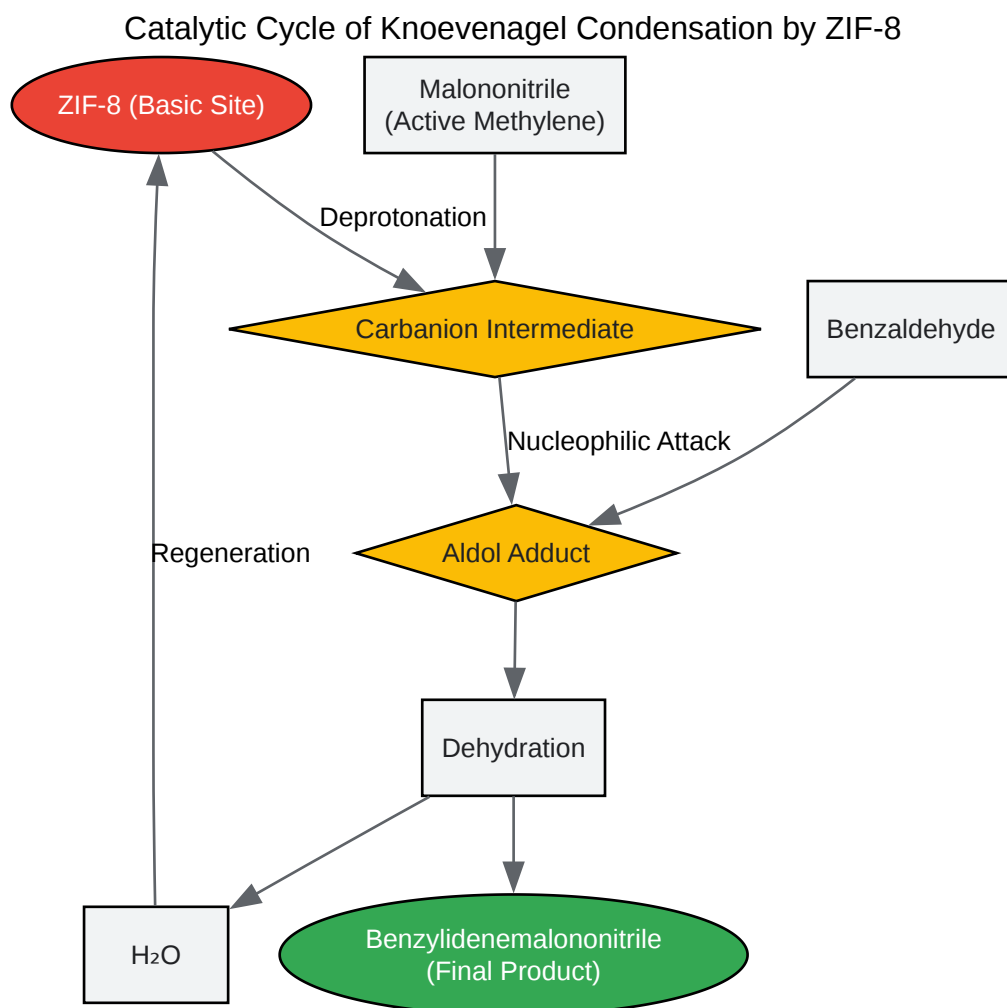 Catalytic Cycle of Knoevenagel Condensation by ZIF-8
ZIF-8 (Basic Site)
Malononitrile
(Active Methylene)
Deprotonation
Carbanion Intermediate
Benzaldehyde
Nucleophilic Attack
Regeneration
Aldol Adduct
Dehydration
H₂O
Benzylidenemalononitrile
(Final Product)